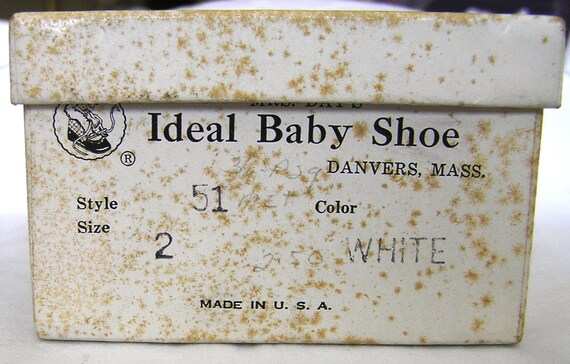 MRS. DAY'S
Ideal Baby Shoe
®
DANVERS, MASS.
Style 51 Color
Size 2 WHITE
2 50
MADE IN U. S. A.